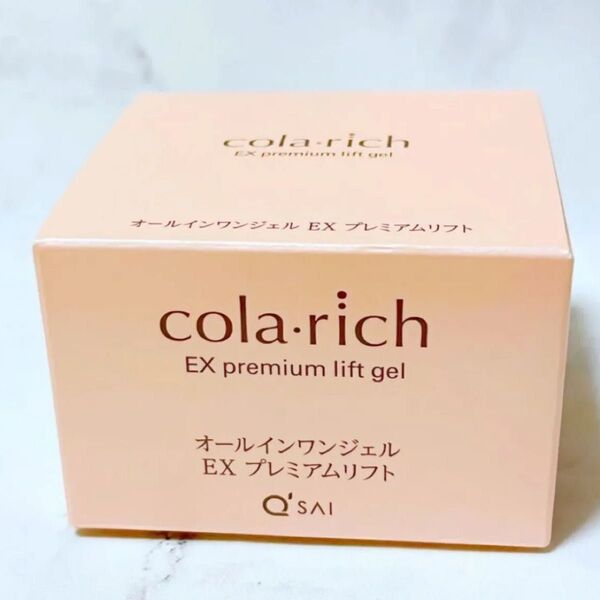 cola·rich
EX premium lift gel
オールインワンジェル EX プレミアムリフト
cola·rich
EX premium lift gel
オールインワンジェル
EX プレミアムリフト
Q'SAI